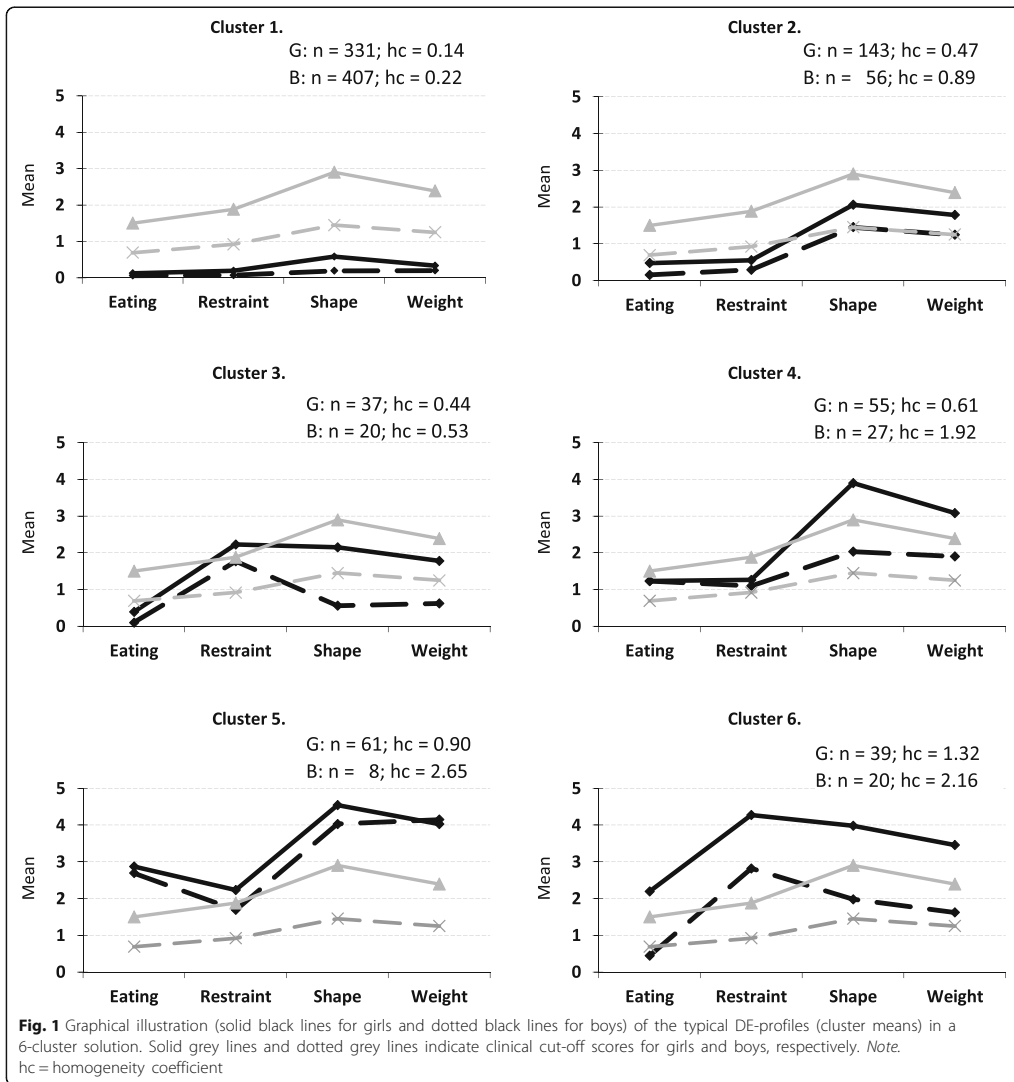 Cluster 1.
G: n = 331; hc = 0.14
B: n = 407; hc = 0.22
5
4
3
2
1
0
Mean
Eating Restraint Shape Weight
Cluster 2.
G: n = 143; hc = 0.47
B: n = 56; hc = 0.89
5
4
3
2
1
0
Mean
Eating Restraint Shape Weight
Cluster 3.
G: n = 37; hc = 0.44
B: n = 20; hc = 0.53
5
4
3
2
1
0
Mean
Eating Restraint Shape Weight
Cluster 4.
G: n = 55; hc = 0.61
B: n = 27; hc = 1.92
5
4
3
2
1
0
Mean
Eating Restraint Shape Weight
Cluster 5.
G: n = 61; hc = 0.90
B: n = 8; hc = 2.65
5
4
3
2
1
0
Mean
Eating Restraint Shape Weight
Cluster 6.
G: n = 39; hc = 1.32
B: n = 20; hc = 2.16
5
4
3
2
1
0
Mean
Eating Restraint Shape Weight
Fig. 1 Graphical illustration (solid black lines for girls and dotted black lines for boys) of the typical DE-profiles (cluster means) in a
6-cluster solution. Solid grey lines and dotted grey lines indicate clinical cut-off scores for girls and boys, respectively. Note.
hc = homogeneity coefficient